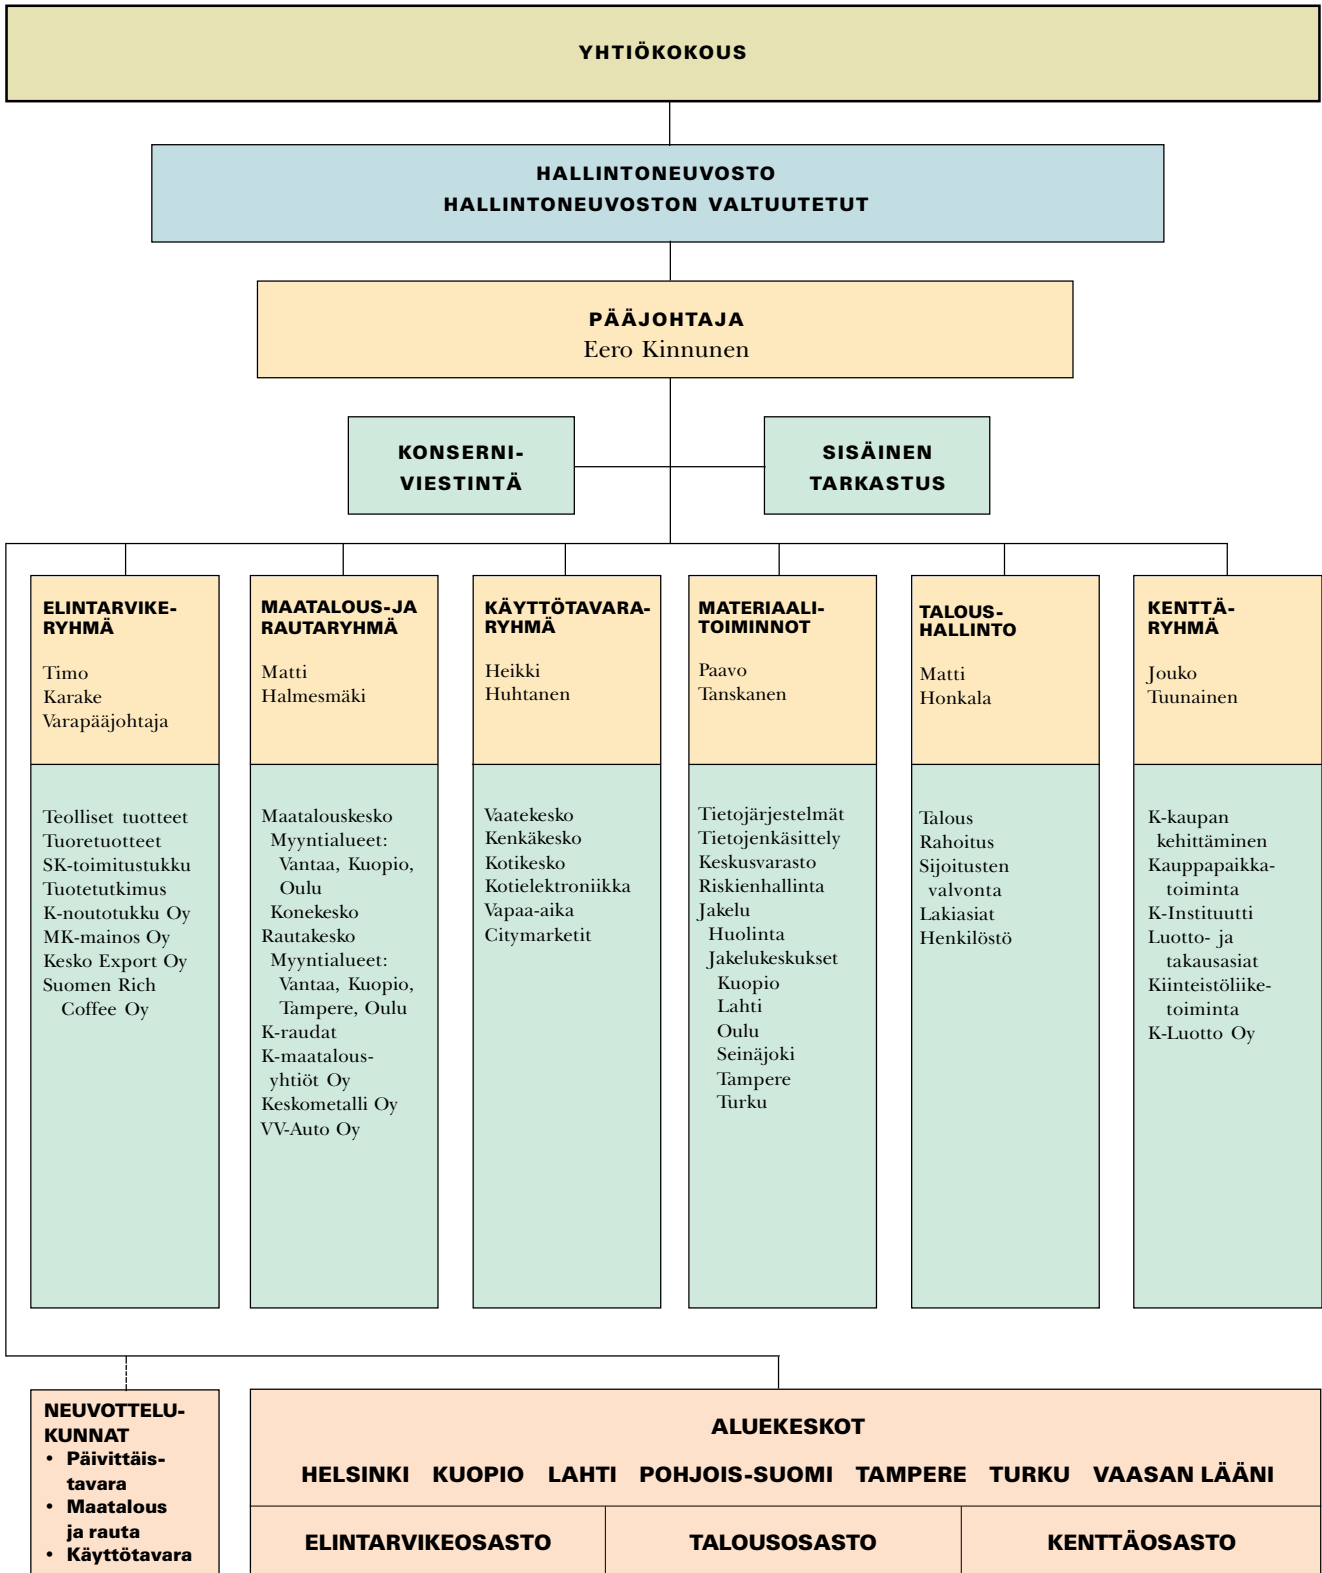 YHTIÖKOKOUS
HALLINTONEUVOSTO
HALLINTONEUVOSTON VALTUUTETUT
PÄÄJOHTAJA
Eero Kinnunen
KONSERNI-
VIESTINTÄ
SISÄINEN
TARKASTUS
ELINTARVIKE-
RYHMÄ
Timo
Karake
Varapääjohtaja
Teolliset tuotteet
Tuoretuotteet
SK-toimitustukku
Tuotetutkimus
K-noutotukku Oy
MK-mainos Oy
Kesko Export Oy
Suomen Rich
Coffee Oy
MAATALOUS-JA
RAUTARYHMÄ
Matti
Halmesmäki
Maatalouskesko
Myyntialueet:
Vantaa, Kuopio,
Oulu
Konekesko
Rautakesko
Myyntialueet:
Vantaa, Kuopio,
Tampere, Oulu
K-raudat
K-maatalous-
yhtiöt Oy
Keskometalli Oy
VV-Auto Oy
KÄYTTÖTAVARA-
RYHMÄ
Heikki
Huhtanen
Vaatekesko
Kenkäkesko
Kotikesko
Kotielektroniikka
Vapaa-aika
Citymarketit
MATERIAALI-
TOIMINNOT
Paavo
Tanskanen
Tietojärjestelmät
Tietojenkäsittely
Keskusvarasto
Riskienhallinta
Jakelu
Huolinta
Jakelukeskukset
Kuopio
Lahti
Oulu
Seinäjoki
Tampere
Turku
TALOUS-
HALLINTO
Matti
Honkala
Talous
Rahoitus
Sijoitusten
valvonta
Lakiasiat
Henkilöstö
KENTTÄ-
RYHMÄ
Jouko
Tuunainen
K-kaupan
kehittäminen
Kauppapaikka-
toiminta
K-Instituutti
Luotto- ja
takausasiat
Kiinteistöliike-
toiminta
K-Luotto Oy
NEUVOTTELU-
KUNNAT
• Päivittäis-
tavara
• Maatalous
ja rauta
• Käyttötavara
ALUEKESKOT
HELSINKI KUOPIO LAHTI POHJOIS-SUOMI TAMPERE TURKU VAASAN LÄÄNI
ELINTARVIKEOSASTO TALOUSOSASTO KENTTÄOSASTO